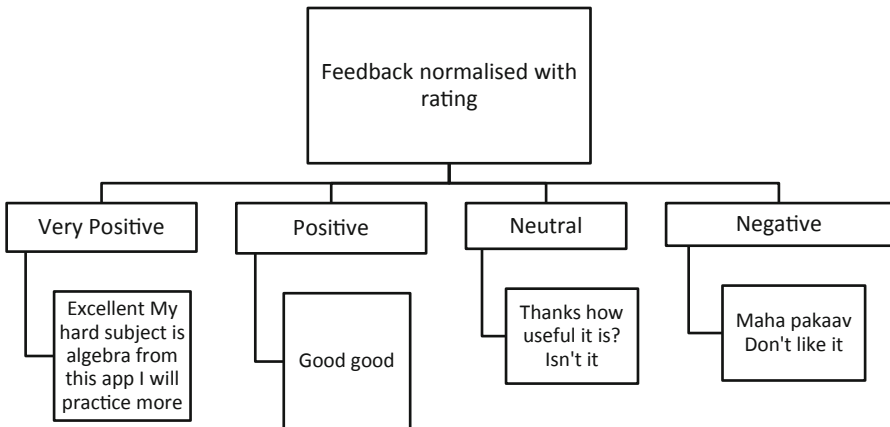 Feedback normalised with
rating
Very Positive
Positive
Neutral
Negative
Excellent My
hard subject is
algebra from
this app I will
practice more
Good good
Thanks how
useful it is?
Isn't it
Maha pakaav
Don't like it